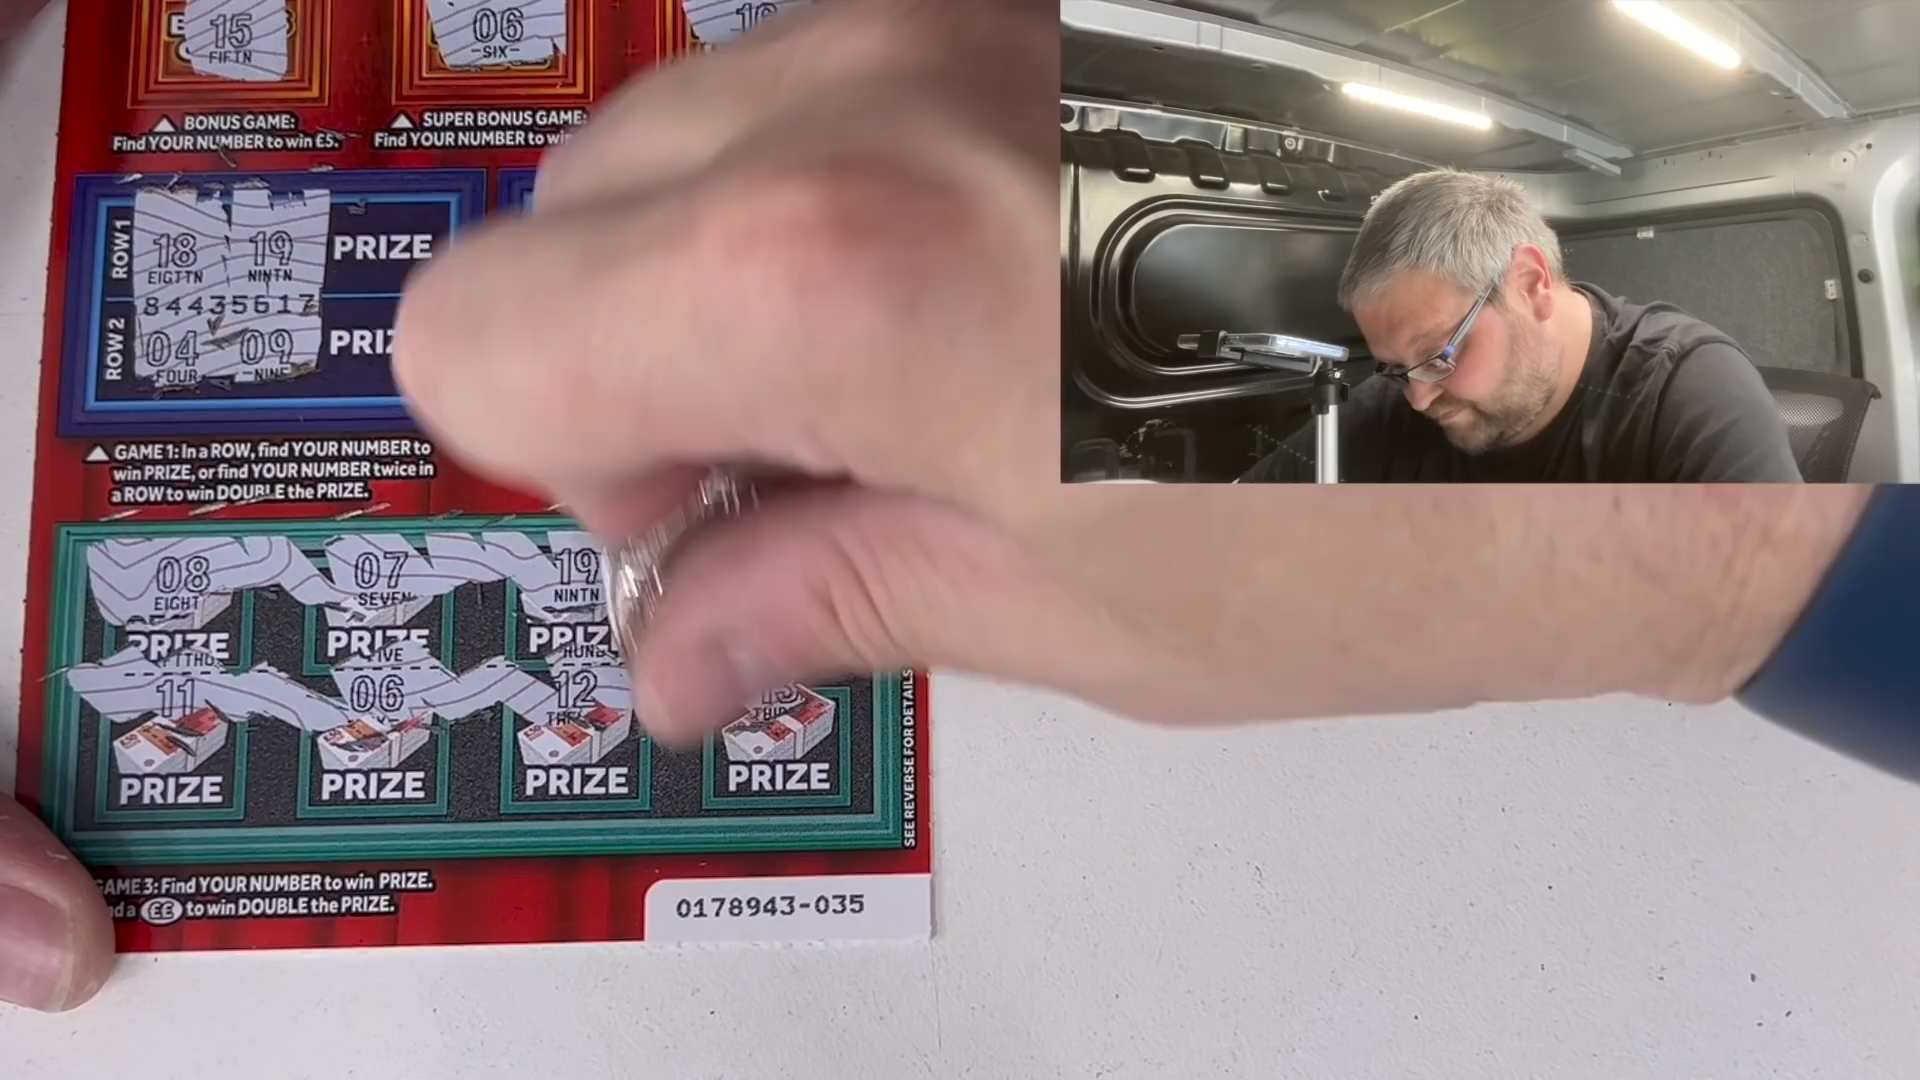 15
FIFTN
06
SIX
16
BONUS GAME:
Find YOUR NUMBER to win £5.
SUPER BONUS GAME:
Find YOUR NUMBER to win
ROW 1
18
EIGTTN
19
NINTN
PRIZE
84435617
ROW 2
04
FOUR
09
NINE
GAME 1: In a ROW, find YOUR NUMBER to
win PRIZE, or find YOUR NUMBER twice in
a ROW to win DOUBLE the PRIZE.
08
EIGHT
07
SEVEN
19
NINTN
PRIZE
PRIZE
11
06
12
PRIZE
PRIZE
PRIZE
PRIZE
SEE REVERSE FOR DETAILS
GAME 3: Find YOUR NUMBER to win PRIZE.
££ to win DOUBLE the PRIZE.
0178943-035